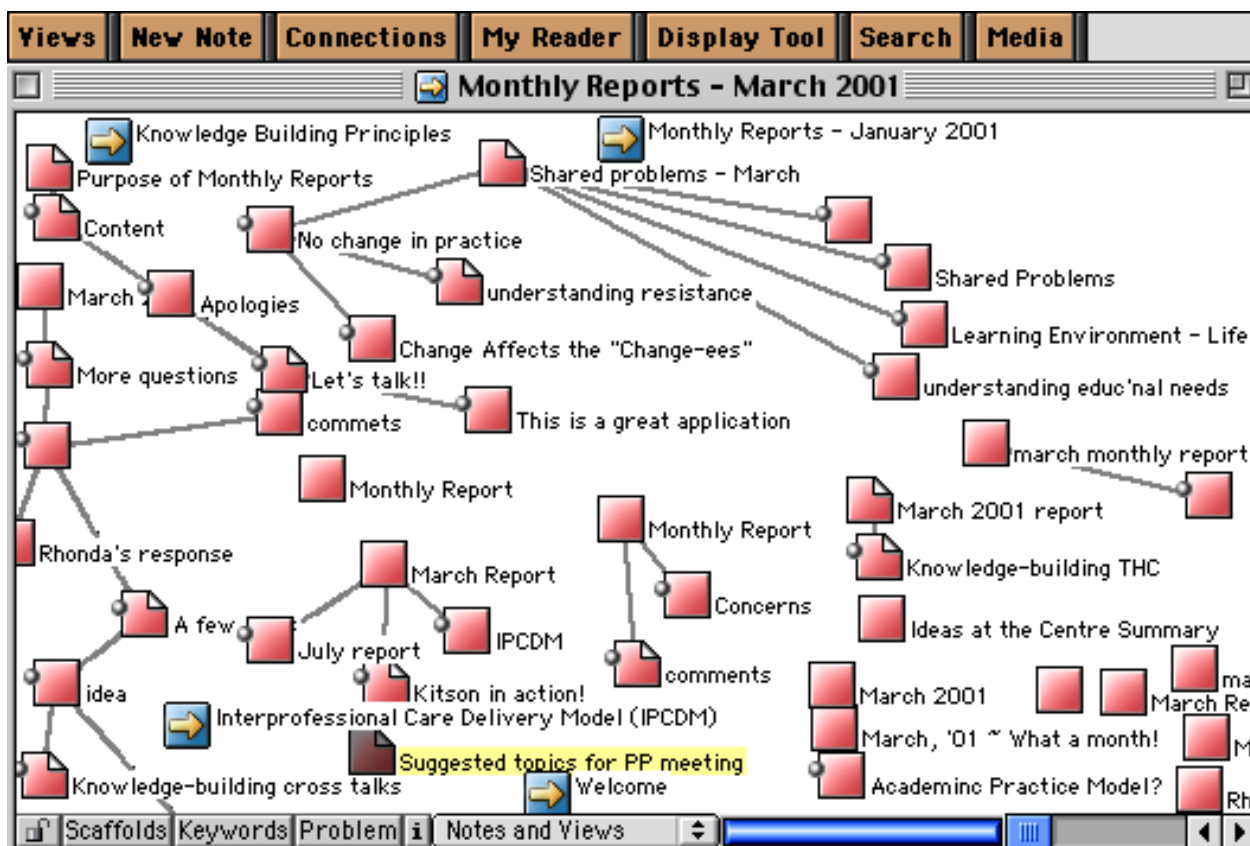 Views New Note Connections My Reader Display Tool Search Media
Monthly Reports - March 2001
Knowledge Building Principles
Monthly Reports - January 2001
Purpose of Monthly Reports
Shared problems - March
Content
No change in practice
Shared Problems
March
Apologies
understanding resistance
Learning Environment - Life
Change Affects the "Change-ees"
More questions
Let's talk!!
understanding educ'nal needs
commets
This is a great application
march monthly report
Monthly Report
March 2001 report
Monthly Report
Rhonda's response
March Report
Knowledge-building THC
Concerns
A few
IPCDM
Ideas at the Centre Summary
July report
comments
idea
Kitson in action!
March 2001
ma
March Re
Interprofessional Care Delivery Model (IPCDM)
March, '01 ~ What a month!
M
Suggested topics for PP meeting
Knowledge-building cross talks
Welcome
Academinc Practice Model?
Rh
Scaffolds Keywords Problem i Notes and Views